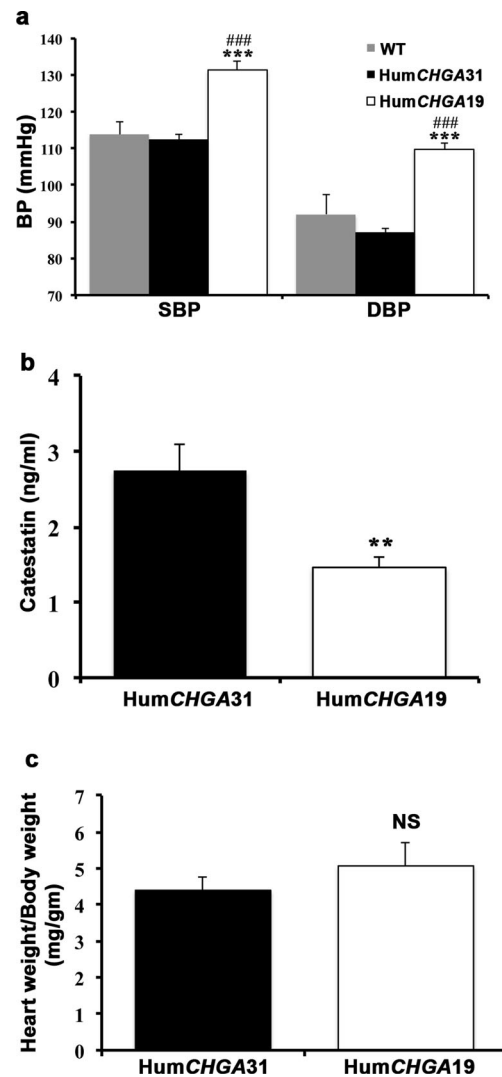 a
140
130
120
110
100
90
80
70
BP (mmHg)
###
***
###
***
WT
HumCHGA31
HumCHGA19
SBP DBP
b
4
3
2
1
0
Catestatin (ng/ml)
**
HumCHGA31 HumCHGA19
c
7
6
5
4
3
2
1
0
Heart weight/Body weight
(mg/gm)
NS
HumCHGA31 HumCHGA19